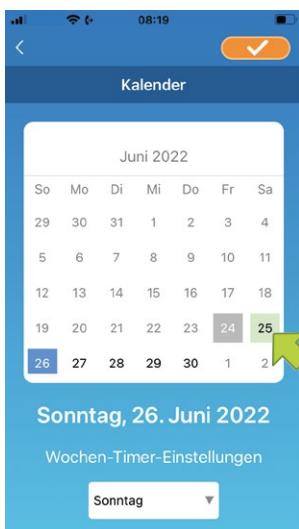 08:19
Kalender
Juni 2022
So Mo Di Mi Do Fr Sa
29 30 31 1 2 3 4
5 6 7 8 9 10 11
12 13 14 15 16 17 18
19 20 21 22 23 24 25
26 27 28 29 30 1 2
Sonntag, 26. Juni 2022
Wochen-Timer-Einstellungen
Sonntag